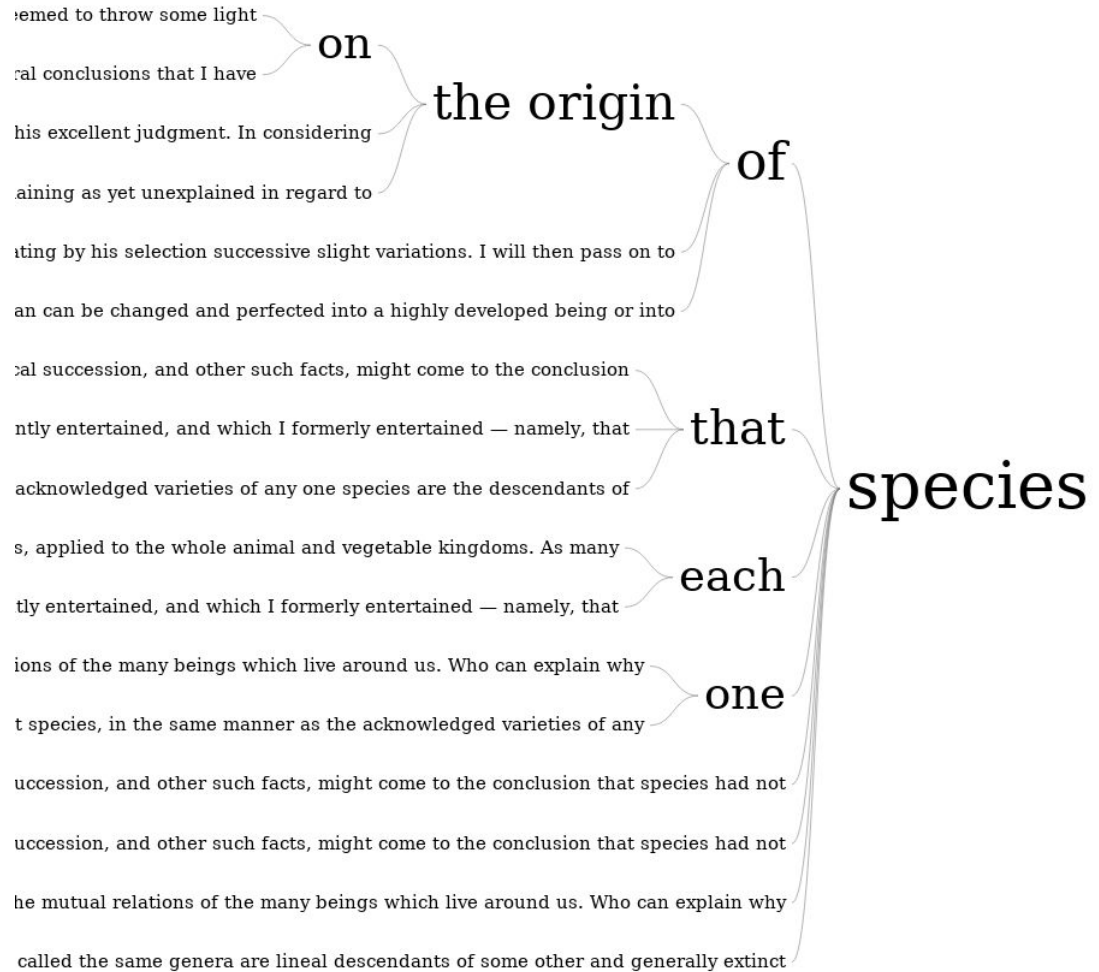 eemed to throw some light
on
ral conclusions that I have
the origin
his excellent judgment. In considering
of
aining as yet unexplained in regard to
ating by his selection successive slight variations. I will then pass on to
an can be changed and perfected into a highly developed being or into
cal succession, and other such facts, might come to the conclusion
ntly entertained, and which I formerly entertained — namely, that
that
acknowledged varieties of any one species are the descendants of
species
s, applied to the whole animal and vegetable kingdoms. As many
each
tly entertained, and which I formerly entertained — namely, that
ions of the many beings which live around us. Who can explain why
one
t species, in the same manner as the acknowledged varieties of any
uccession, and other such facts, might come to the conclusion that species had not
uccession, and other such facts, might come to the conclusion that species had not
he mutual relations of the many beings which live around us. Who can explain why
called the same genera are lineal descendants of some other and generally extinct